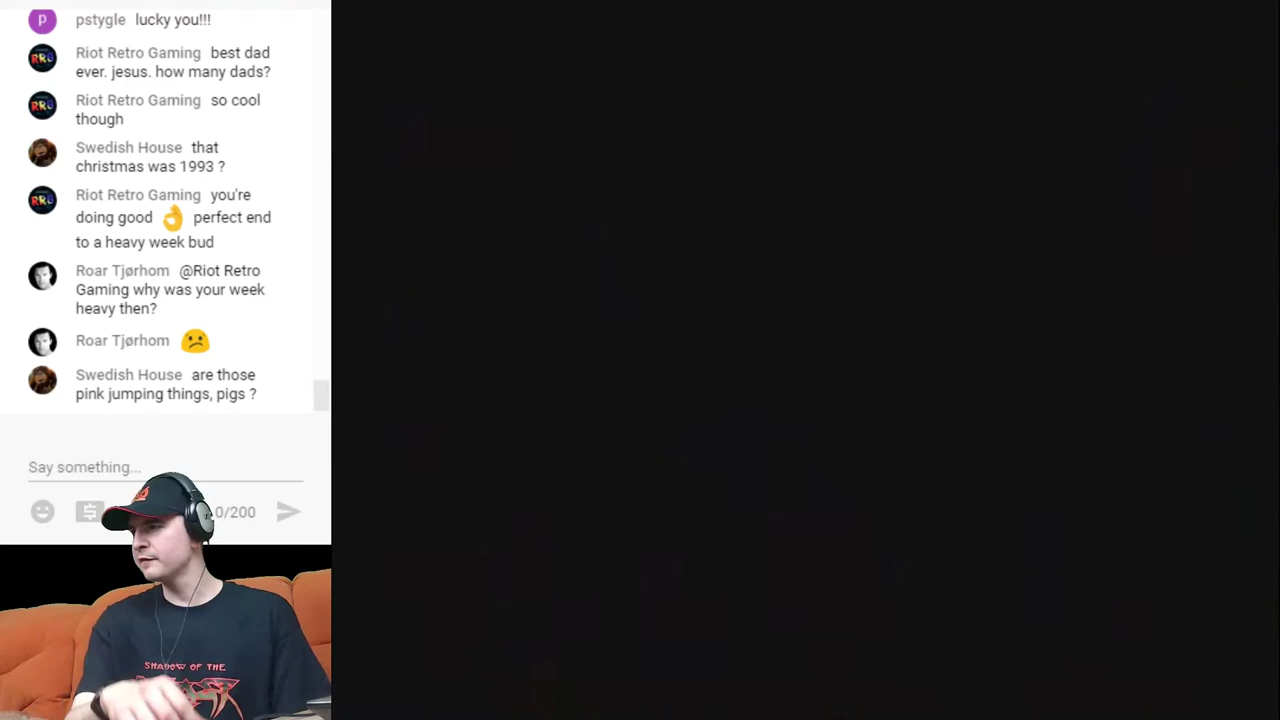 P pstygle lucky you!!!
RRG Riot Retro Gaming best dad
ever. jesus. how many dads?
RRG Riot Retro Gaming so cool
though
Swedish House that
christmas was 1993 ?
RRG Riot Retro Gaming you're
doing good 👌 perfect end
to a heavy week bud
Roar Tjørhom @Riot Retro
Gaming why was your week
heavy then?
Roar Tjørhom 😕
Swedish House are those
pink jumping things, pigs ?
Say something...
$ 0/200
SHADOW OF THE